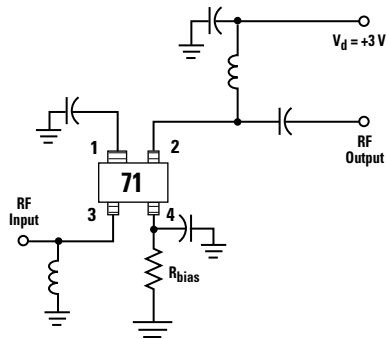 V_d = +3 V
1
2
RF
Output
71
3
4
RF
Input
R_bias